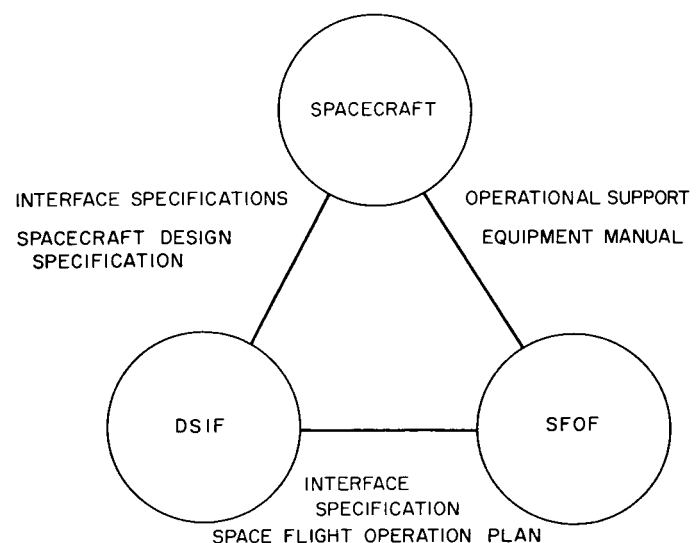 SPACECRAFT
INTERFACE SPECIFICATIONS
SPACECRAFT DESIGN
SPECIFICATION
OPERATIONAL SUPPORT
EQUIPMENT MANUAL
DSIF
SFOF
INTERFACE
SPECIFICATION
SPACE FLIGHT OPERATION PLAN